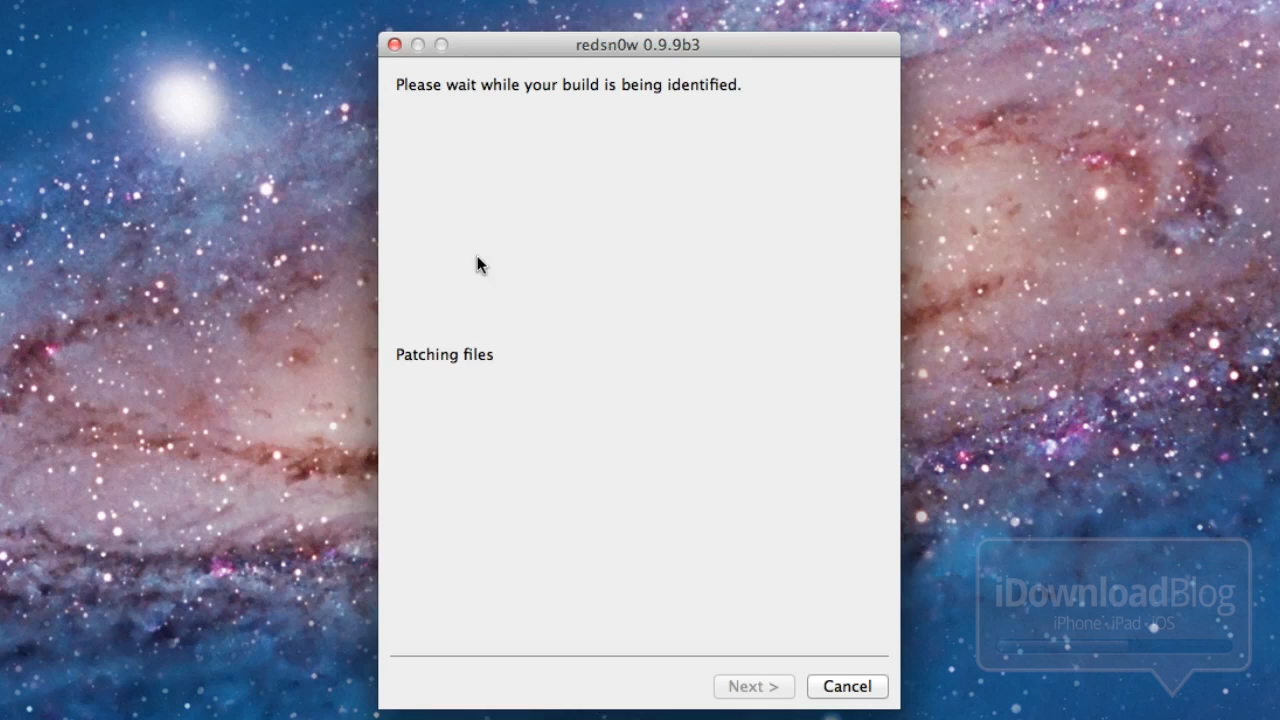 redsn0w 0.9.9b3
Please wait while your build is being identified.
Patching files
Next >
Cancel
iDownloadBlog
iPhone • iPad • iOS